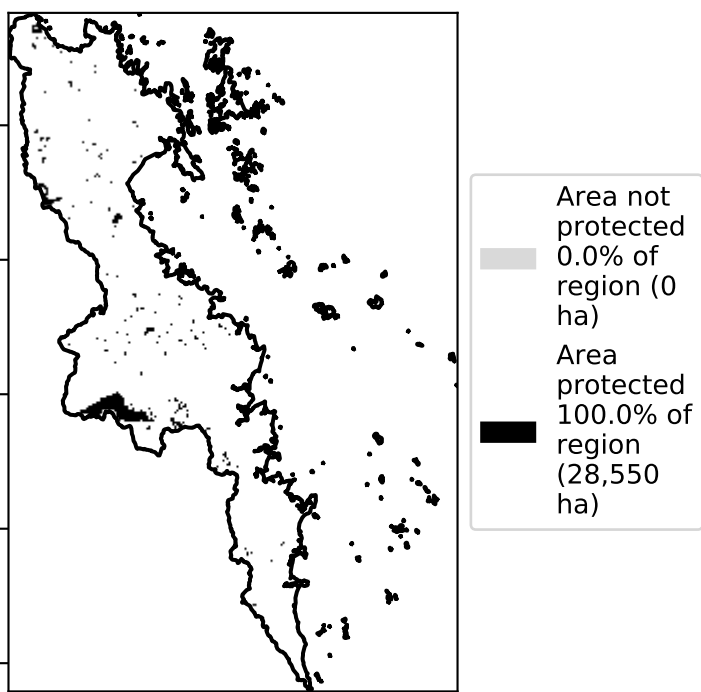 Area not
protected
0.0% of
region (0
ha)
Area
protected
100.0% of
region
(28,550
ha)